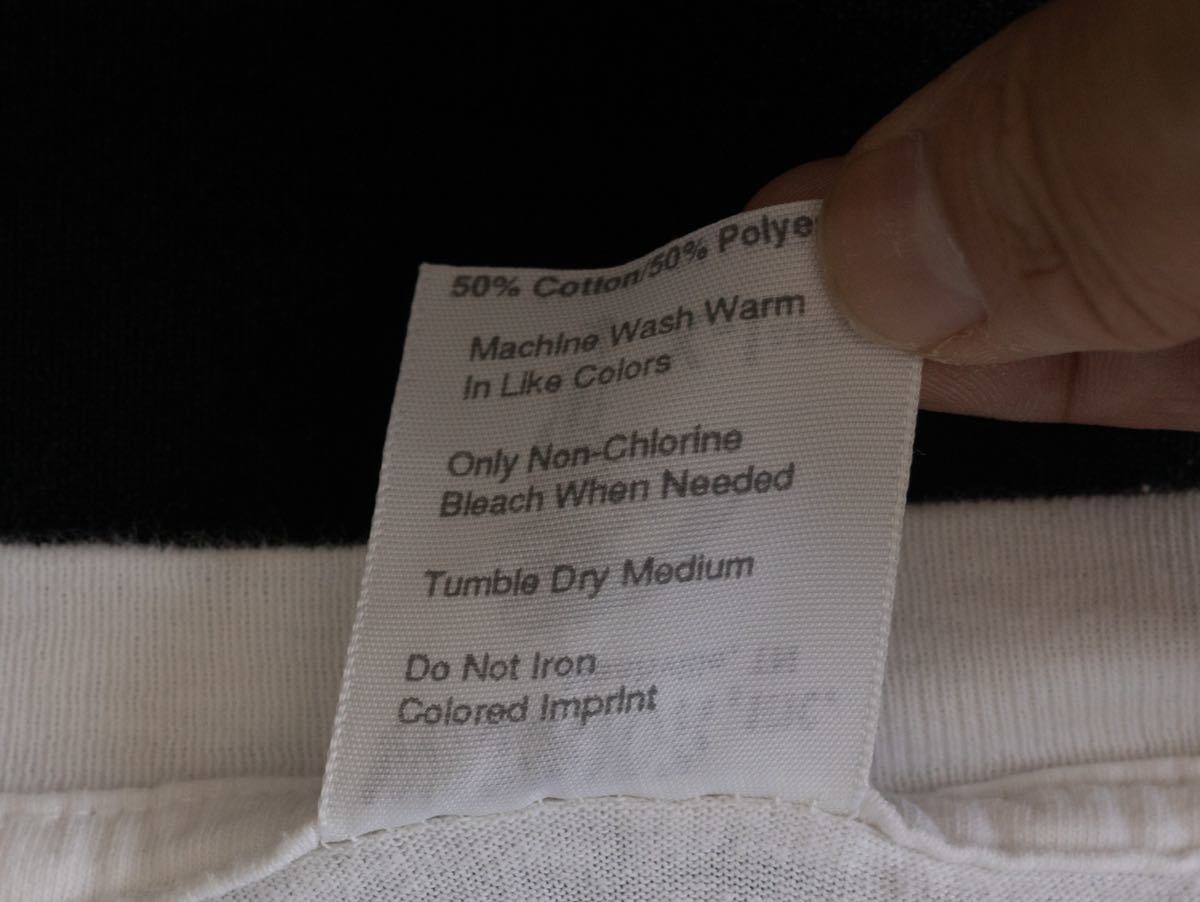 50% Cotton/50% Polye
Machine Wash Warm
In Like Colors
Only Non-Chlorine
Bleach When Needed
Tumble Dry Medium
Do Not Iron
Colored Imprint